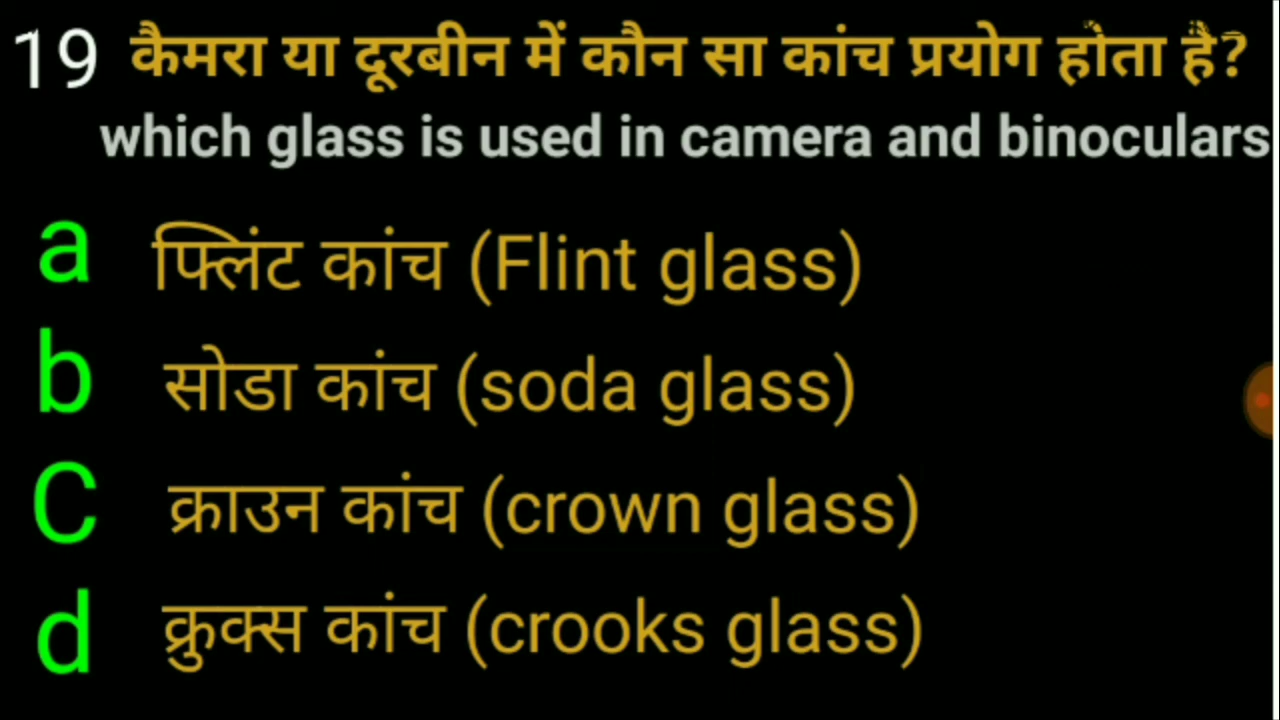 19 कैमरा या दूरबीन में कौन सा कांच प्रयोग होता है?
which glass is used in camera and binoculars
a फ्लिंट कांच (Flint glass)
b सोडा कांच (soda glass)
C क्राउन कांच (crown glass)
d क्रुक्स कांच (crooks glass)